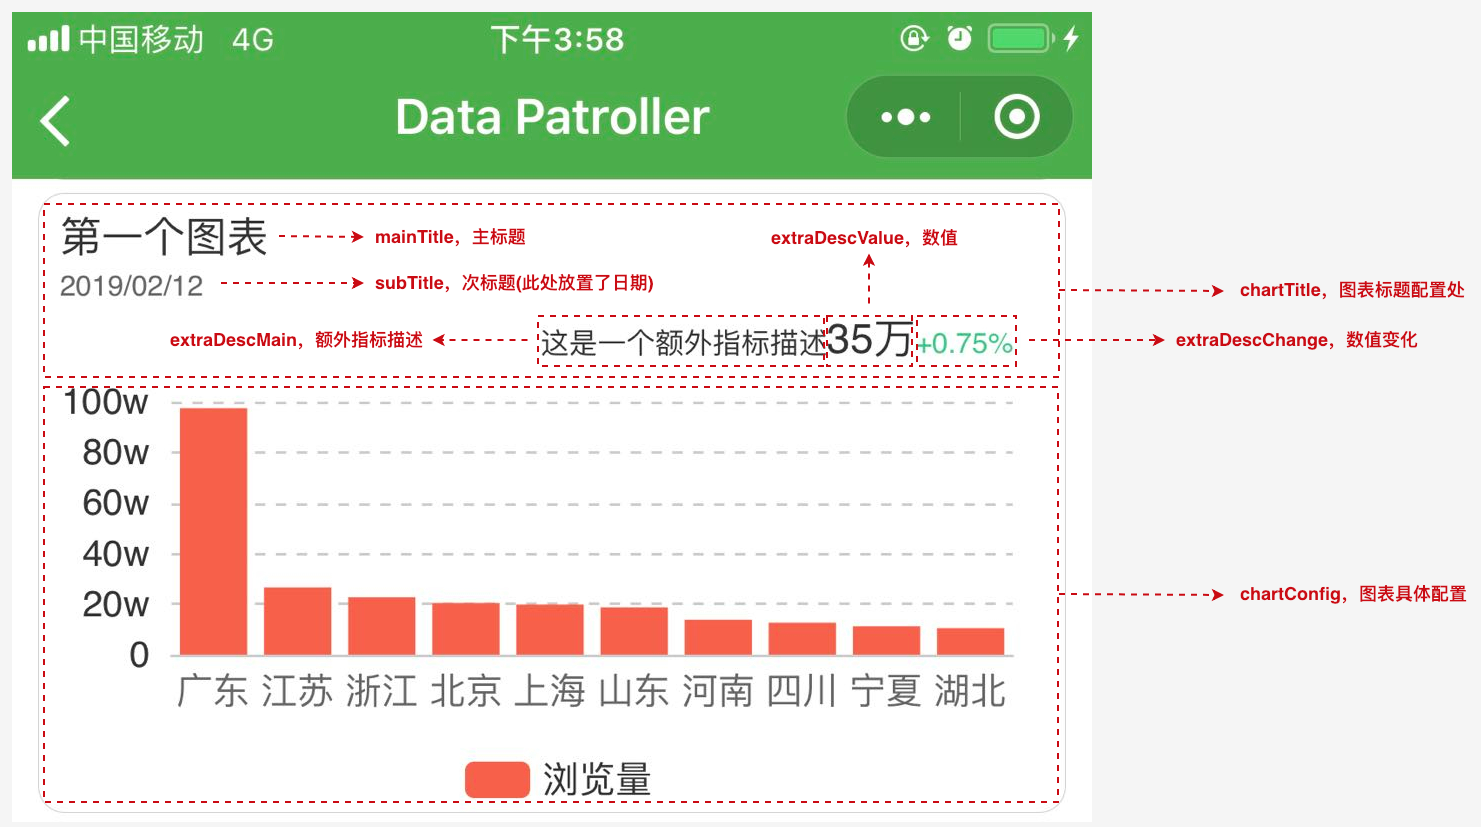 中国移动 4G 下午3:58
Data Patroller
第一个图表 mainTitle，主标题 extraDescValue，数值
2019/02/12 subTitle，次标题(此处放置了日期) chartTitle，图表标题配置处
extraDescMain，额外指标描述 这是一个额外指标描述 35万 +0.75% extraDescChange，数值变化
100w
80w
60w
40w
20w chartConfig，图表具体配置
0
广东 江苏 浙江 北京 上海 山东 河南 四川 宁夏 湖北
浏览量